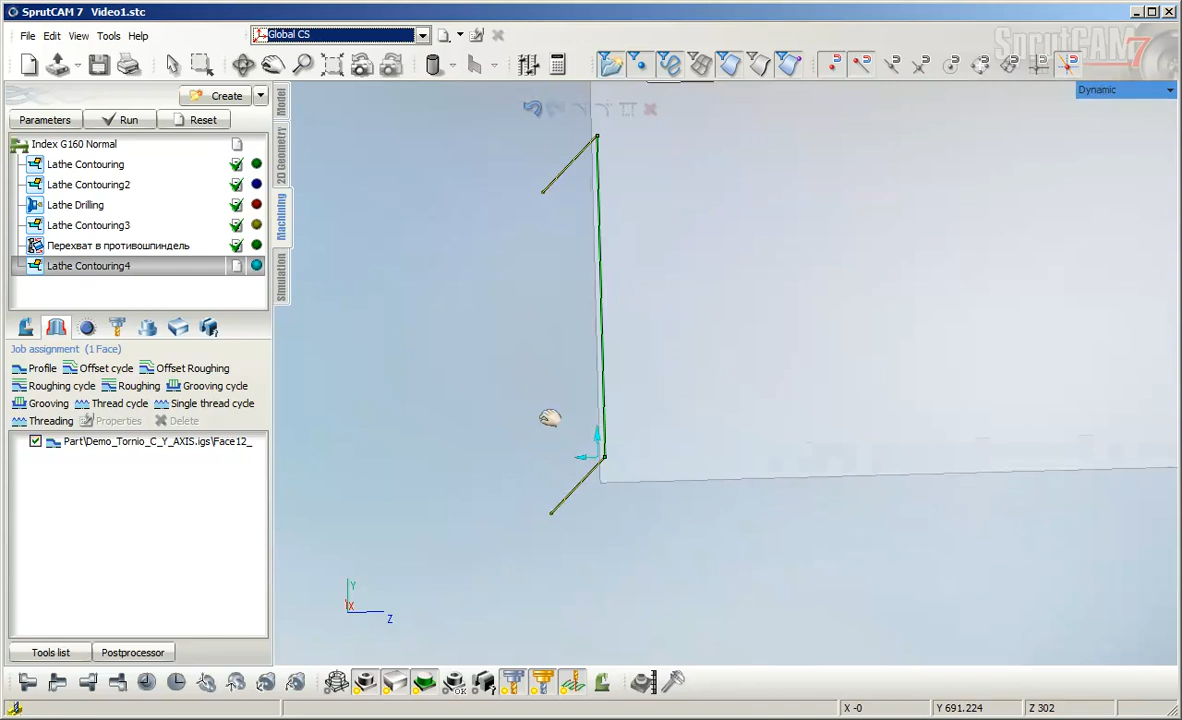 SprutCAM 7 Video1.stc
File Edit View Tools Help
Global CS
SprutCAM 7
Create
Dynamic
Parameters Run Reset
Index G160 Normal
Lathe Contouring
Lathe Contouring2
Lathe Drilling
Lathe Contouring3
Перехват в противошпиндель
Lathe Contouring4
Model
2D Geometry
Machining
Simulation
Job assignment (1 Face)
Profile Offset cycle Offset Roughing
Roughing cycle Roughing Grooving cycle
Grooving Thread cycle Single thread cycle
Threading Properties Delete
Part\Demo_Tornio_C_Y_AXIS.igs\Face12_
Y
X
Z
Tools list Postprocessor
OK
X -0 Y 691.224 Z 302